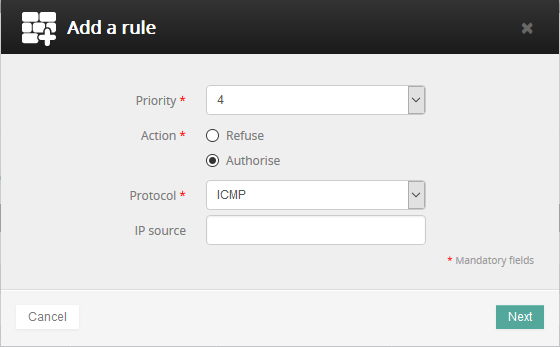 Add a rule
Priority *
4
Action *
Refuse
Authorise
Protocol *
ICMP
IP source
* Mandatory fields
Cancel
Next